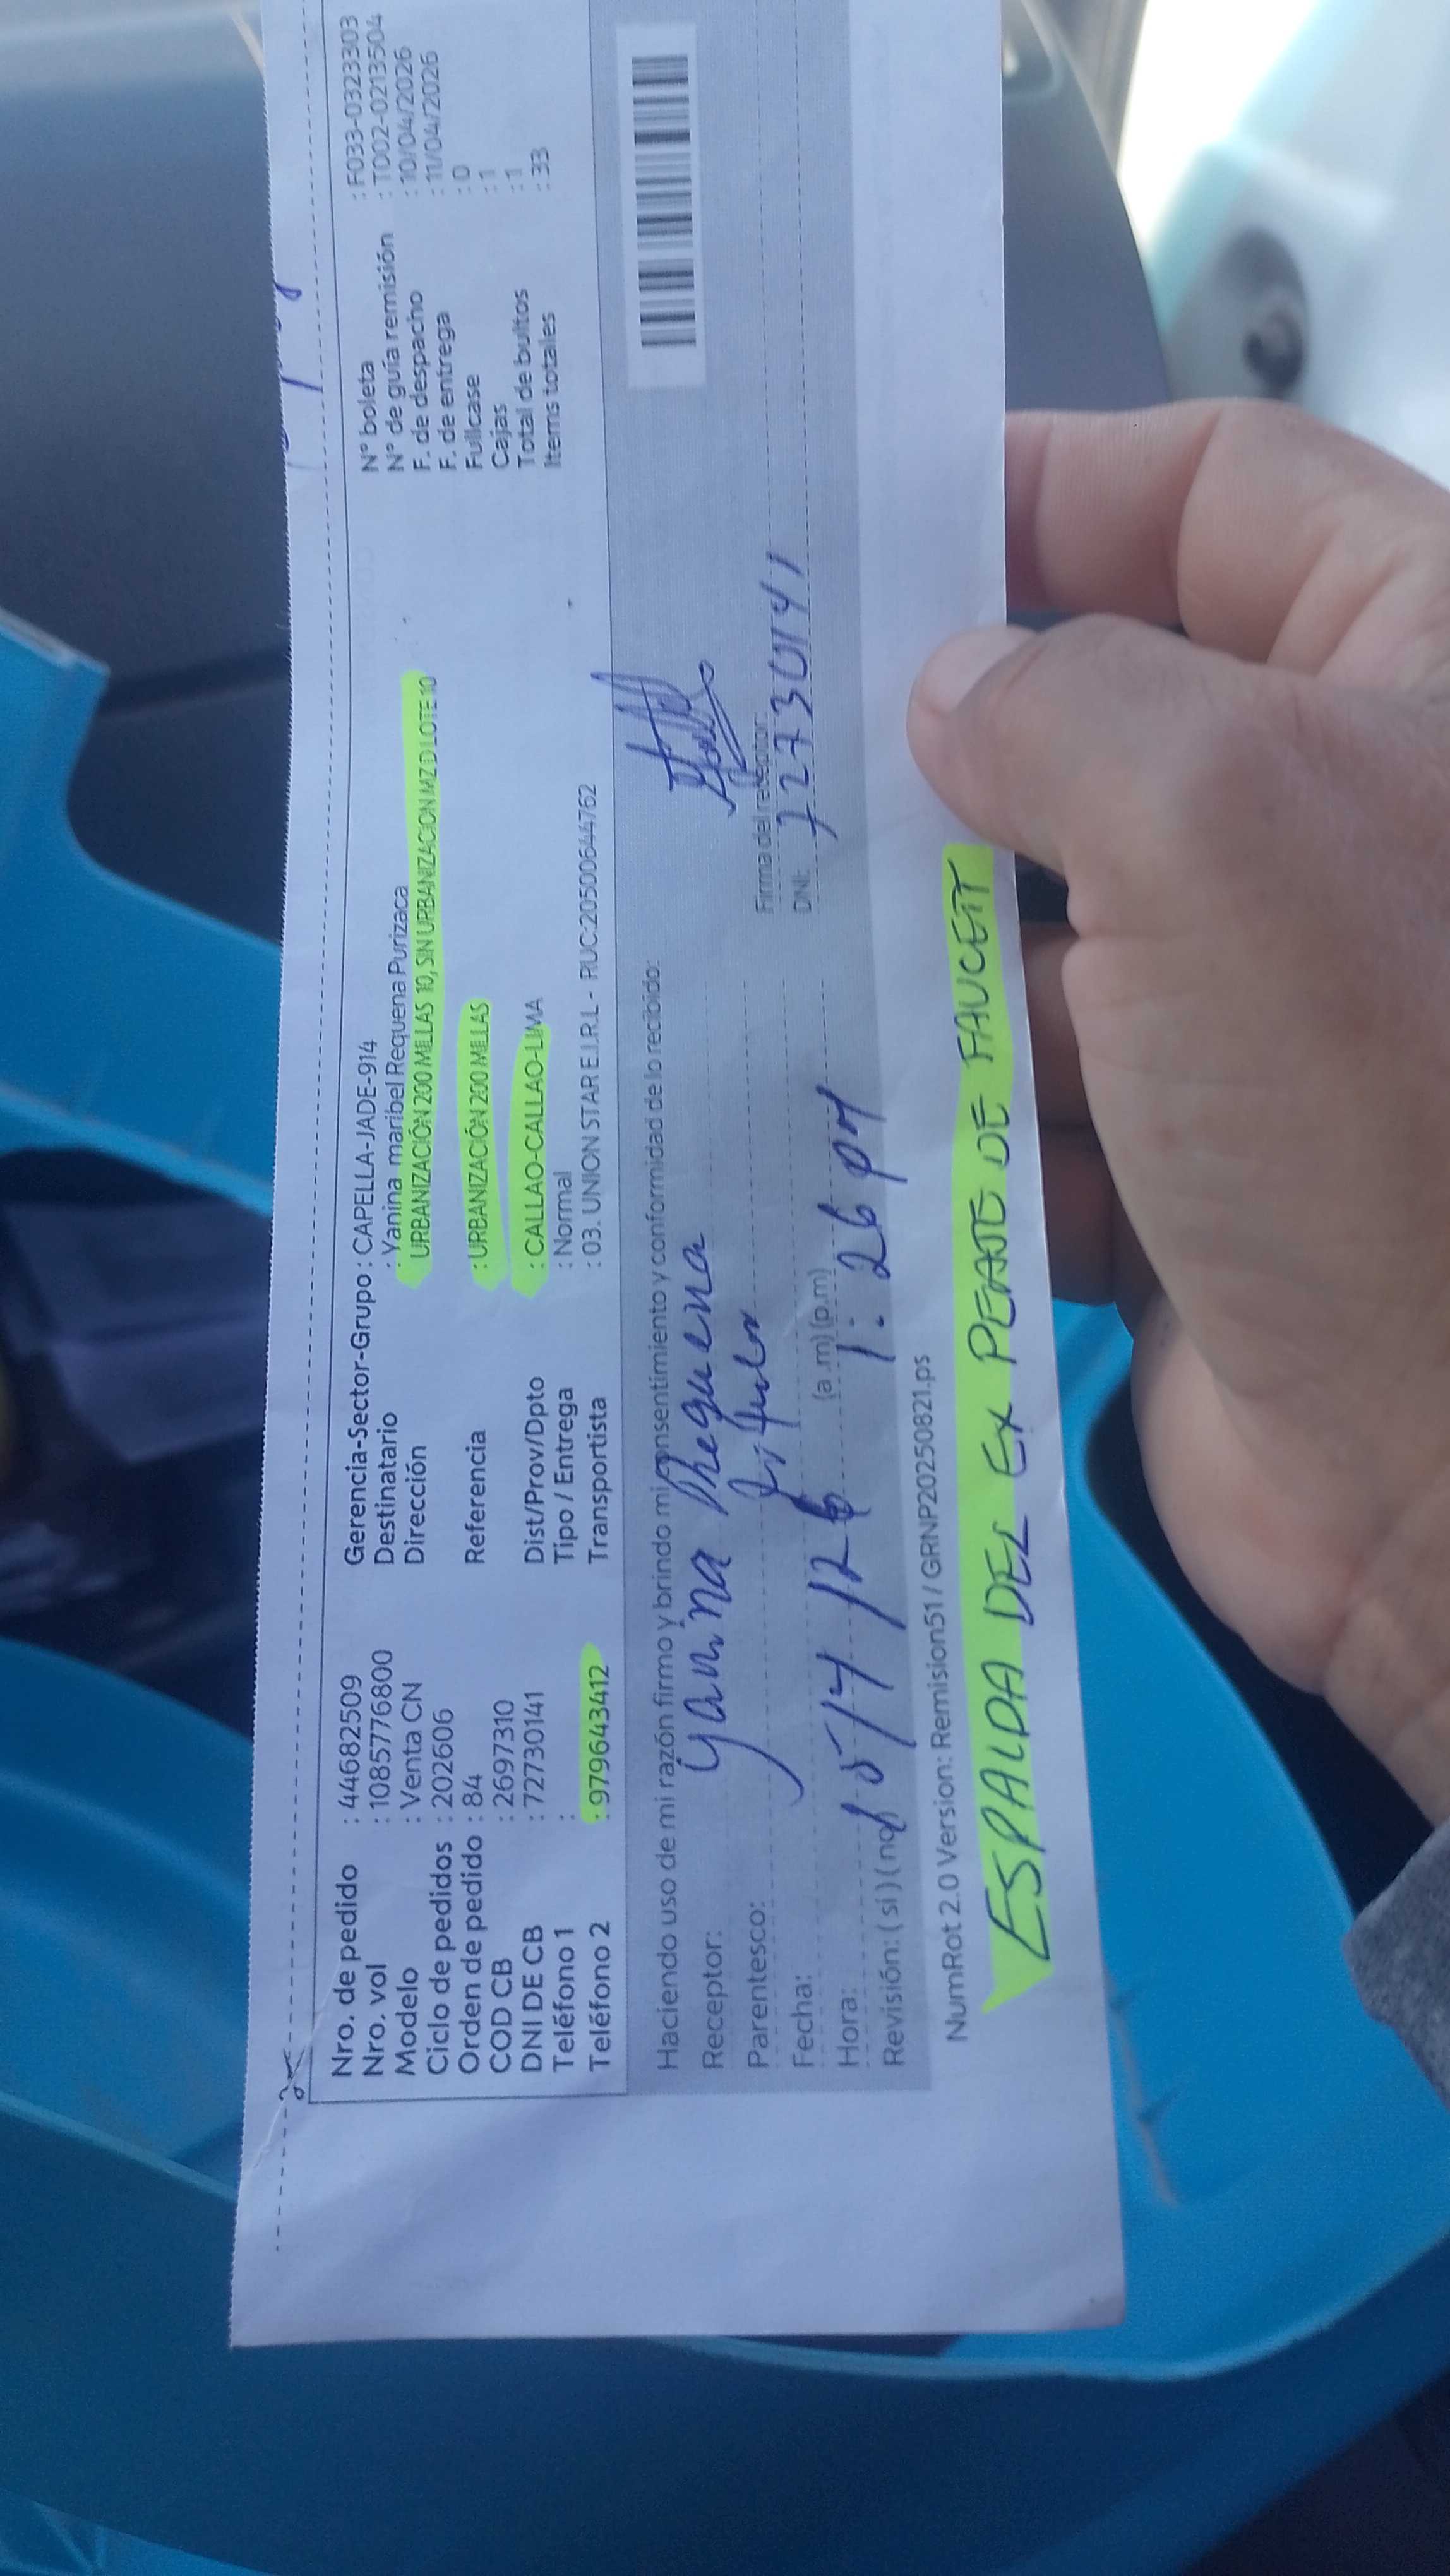 Nro. de pedido : 44682509
Nro. vol : 1085776800
Modelo : Venta CN
Ciclo de pedidos : 202606
Orden de pedido : 84
COD CB : 2697310
DNI DE CB : 72730141
Teléfono 1 :
Teléfono 2 : 979643412
Gerencia-Sector-Grupo : CAPELLA-JADE-914
Destinatario : Yanina maribel Requena Purizaca
Dirección : URBANIZACIÓN 200 MILLAS 10, SIN URBANIZACION MZ D LOTE 10
Referencia : URBANIZACIÓN 200 MILLAS
Dist/Prov/Dpto : CALLAO-CALLAO-LIMA
Tipo / Entrega : Normal
Transportista : 03. UNION STAR E.I.R.L - RUC:20500644762
N° boleta : F033-0323303
N° de guía remisión : T002-0213504
F. de despacho : 10/04/2026
F. de entrega : 11/04/2026
Fullcase : 0
Cajas : 1
Total de bultos : 1
Items totales : 33
Haciendo uso de mi razón firmo y brindo mi consentimiento y conformidad de lo recibido:
Receptor: Yanina Requena
Parentesco: Titular
Fecha:
Hora: (a.m) (p.m) 1:26 pm
Revisión: ( si ) ( no )
Firma del receptor:
DNI: 72730141
NumRot 2.0 Version: Remision51 / GRNP20250821.ps
ESPALDA DEL EX PEAJE DE FAUCETT